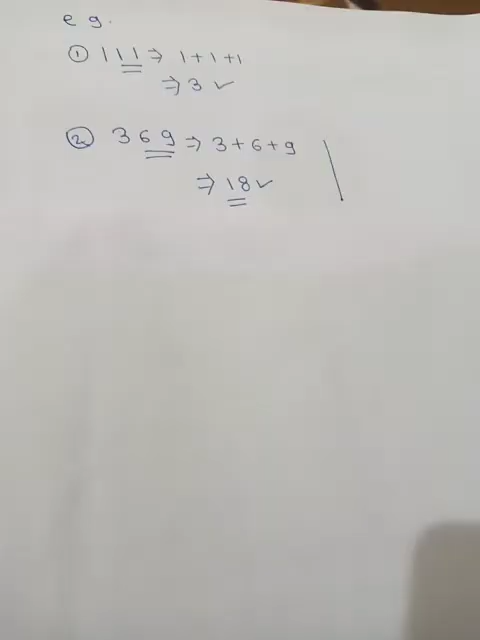 e g.
① 111 ⇒ 1+1+1
⇒ 3 ✓
② 369 ⇒ 3+6+9
⇒ 18 ✓